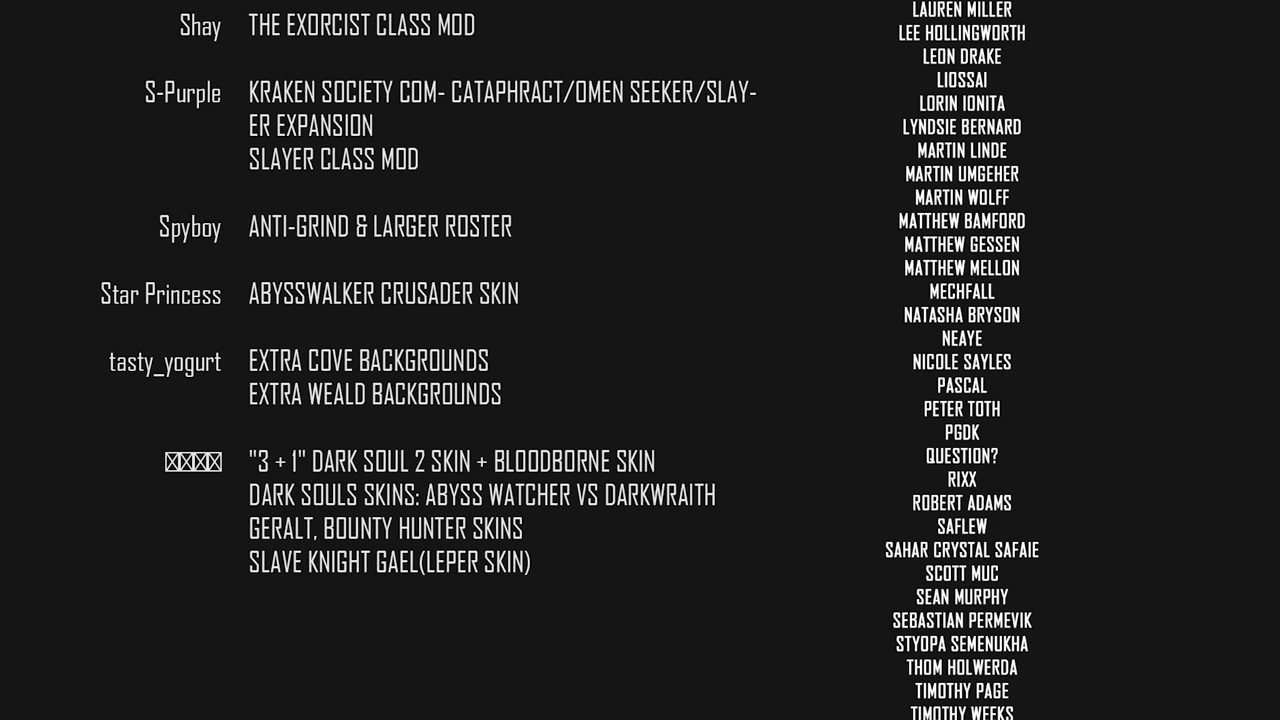 Shay THE EXORCIST CLASS MOD
S-Purple KRAKEN SOCIETY COM- CATAPHRACT/OMEN SEEKER/SLAY-
ER EXPANSION
SLAYER CLASS MOD
Spyboy ANTI-GRIND & LARGER ROSTER
Star Princess ABYSSWALKER CRUSADER SKIN
tasty_yogurt EXTRA COVE BACKGROUNDS
EXTRA WEALD BACKGROUNDS
"3 + 1" DARK SOUL 2 SKIN + BLOODBORNE SKIN
DARK SOULS SKINS: ABYSS WATCHER VS DARKWRAITH
GERALT, BOUNTY HUNTER SKINS
SLAVE KNIGHT GAEL(LEPER SKIN)
LAUREN MILLER
LEE HOLLINGWORTH
LEON DRAKE
LIOSSAI
LORIN IONITA
LYNDSIE BERNARD
MARTIN LINDE
MARTIN UMGEHER
MARTIN WOLFF
MATTHEW BAMFORD
MATTHEW GESSEN
MATTHEW MELLON
MECHFALL
NATASHA BRYSON
NEAYE
NICOLE SAYLES
PASCAL
PETER TOTH
PGDK
QUESTION?
RIXX
ROBERT ADAMS
SAFLEW
SAHAR CRYSTAL SAFAIE
SCOTT MUC
SEAN MURPHY
SEBASTIAN PERMEVIK
STYOPA SEMENUKHA
THOM HOLWERDA
TIMOTHY PAGE
TIMOTHY WEEKS